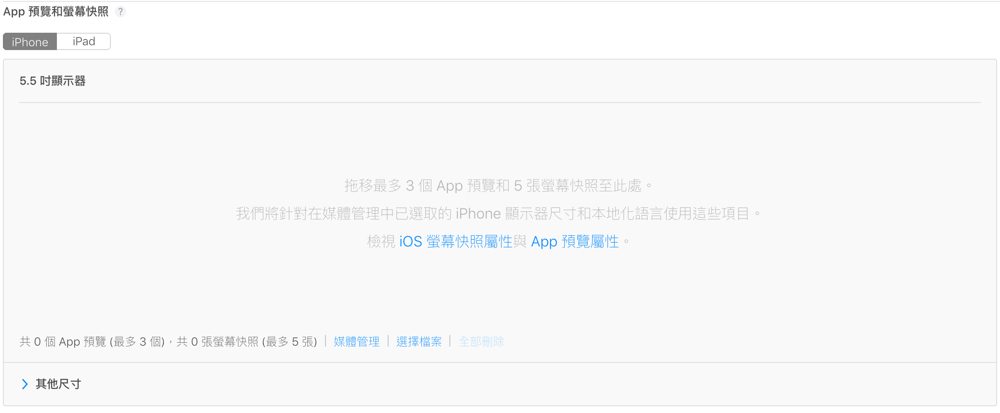 App 預覽和螢幕快照 ?
iPhone iPad
5.5 吋顯示器
拖移最多 3 個 App 預覽和 5 張螢幕快照至此處。
我們將針對在媒體管理中已選取的 iPhone 顯示器尺寸和本地化語言使用這些項目。
檢視 iOS 螢幕快照屬性與 App 預覽屬性。
共 0 個 App 預覽 (最多 3 個)，共 0 張螢幕快照 (最多 5 張) | 媒體管理 | 選擇檔案 | 全部刪除
其他尺寸